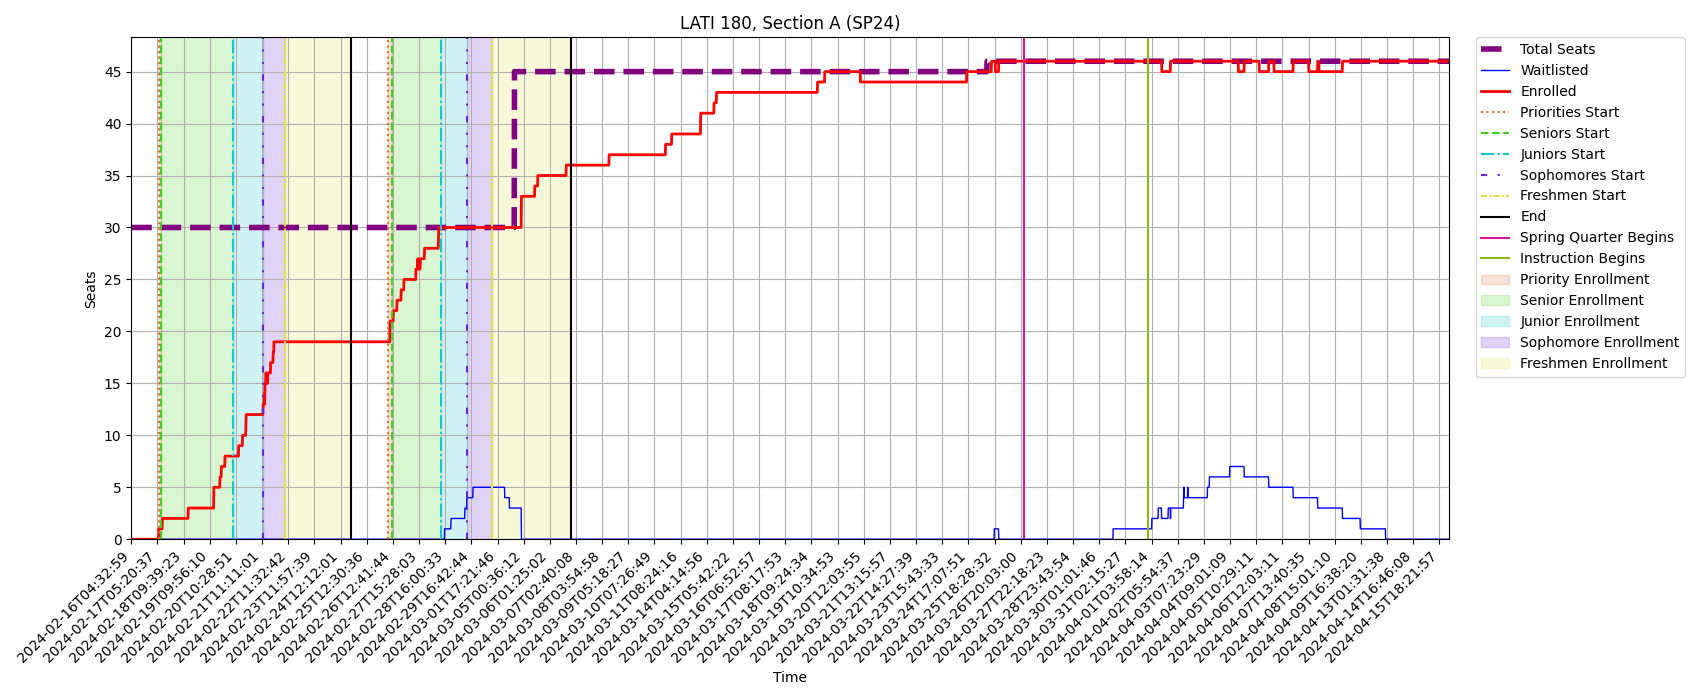 LATI 180, Section A (SP24)
Total Seats
Waitlisted
Enrolled
Priorities Start
Seniors Start
Juniors Start
Sophomores Start
Freshmen Start
End
Spring Quarter Begins
Instruction Begins
Priority Enrollment
Senior Enrollment
Junior Enrollment
Sophomore Enrollment
Freshmen Enrollment
Seats
45
40
35
30
25
20
15
10
5
0
2024-02-16T04:32:59
2024-02-17T05:20:37
2024-02-18T09:39:23
2024-02-19T09:56:10
2024-02-20T10:28:51
2024-02-21T11:11:01
2024-02-22T11:32:42
2024-02-23T11:57:39
2024-02-24T12:12:01
2024-02-25T12:30:36
2024-02-26T12:41:44
2024-02-27T15:28:03
2024-02-28T16:00:33
2024-02-29T16:42:44
2024-03-01T17:21:46
2024-03-05T00:36:12
2024-03-06T01:25:02
2024-03-07T02:40:08
2024-03-08T03:54:58
2024-03-09T05:18:27
2024-03-10T07:26:49
2024-03-11T08:24:16
2024-03-14T04:14:56
2024-03-15T05:42:22
2024-03-16T06:52:57
2024-03-17T08:17:53
2024-03-18T09:24:34
2024-03-19T10:34:53
2024-03-20T12:03:55
2024-03-21T13:15:57
2024-03-22T14:27:39
2024-03-23T15:43:33
2024-03-24T17:07:51
2024-03-25T18:28:32
2024-03-26T20:03:00
2024-03-27T22:18:23
2024-03-28T23:43:54
2024-03-30T01:01:46
2024-03-31T02:15:27
2024-04-01T03:58:14
2024-04-02T05:54:37
2024-04-03T07:23:29
2024-04-04T09:01:09
2024-04-05T10:29:11
2024-04-06T12:03:11
2024-04-07T13:40:35
2024-04-08T15:01:10
2024-04-09T16:38:20
2024-04-13T01:31:38
2024-04-14T16:46:08
2024-04-15T18:21:57
Time